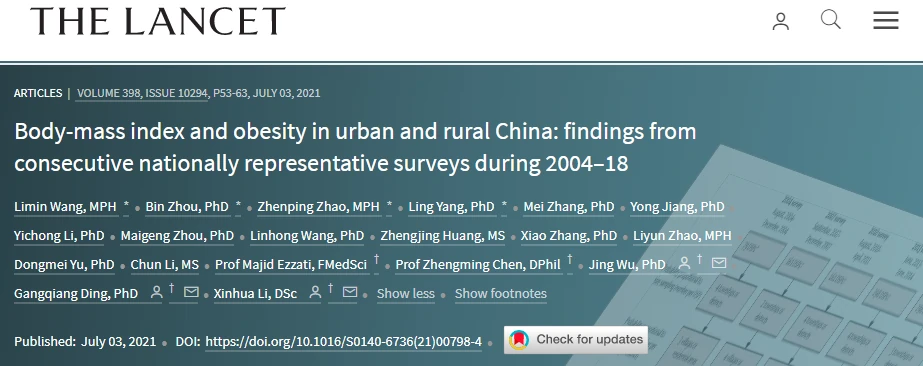 THE LANCET
ARTICLES | VOLUME 398, ISSUE 10294, P53-63, JULY 03, 2021
Body-mass index and obesity in urban and rural China: findings from
consecutive nationally representative surveys during 2004–18
Limin Wang, MPH * • Bin Zhou, PhD * • Zhenping Zhao, MPH * • Ling Yang, PhD * • Mei Zhang, PhD • Yong Jiang, PhD
Yichong Li, PhD • Maigeng Zhou, PhD • Linhong Wang, PhD • Zhengjing Huang, MS • Xiao Zhang, PhD • Liyun Zhao, MPH
Dongmei Yu, PhD • Chun Li, MS • Prof Majid Ezzati, FMedSci † • Prof Zhengming Chen, DPhil † • Jing Wu, PhD †
Gangqiang Ding, PhD † • Xinhua Li, DSc † • Show less • Show footnotes
Published: July 03, 2021 • DOI: https://doi.org/10.1016/S0140-6736(21)00798-4 Check for updates